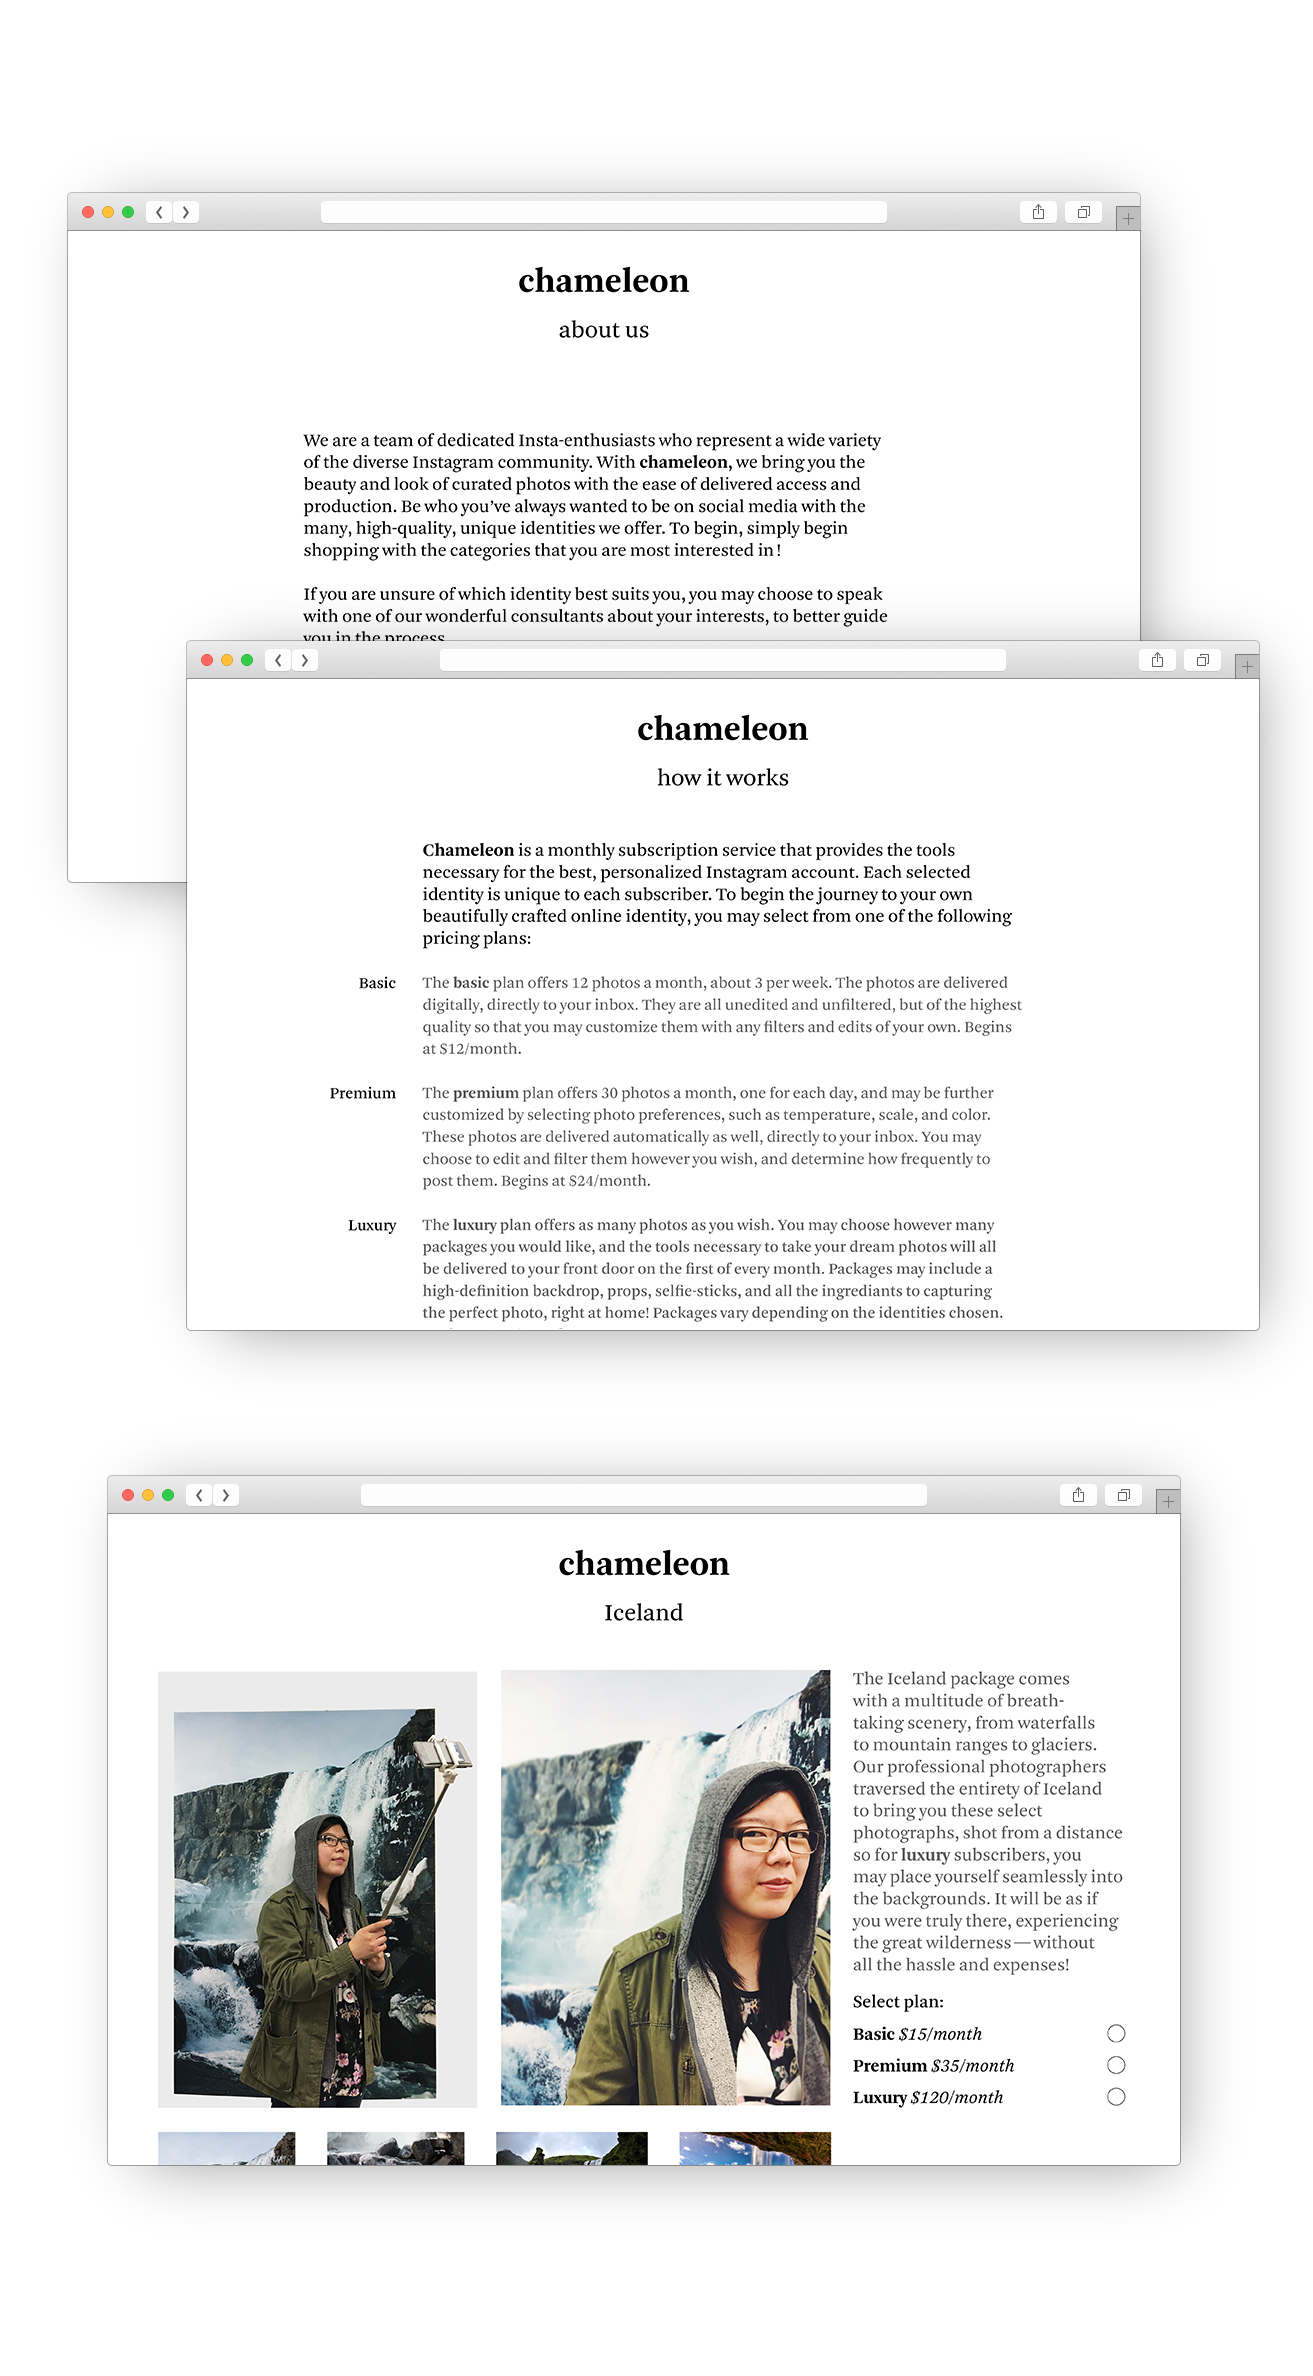 chameleon
about us
We are a team of dedicated Insta-enthusiasts who represent a wide variety
of the diverse Instagram community. With chameleon, we bring you the
beauty and look of curated photos with the ease of delivered access and
production. Be who you’ve always wanted to be on social media with the
many, high-quality, unique identities we offer. To begin, simply begin
shopping with the categories that you are most interested in!
If you are unsure of which identity best suits you, you may choose to speak
with one of our wonderful consultants about your interests, to better guide
you in the process
chameleon
how it works
Chameleon is a monthly subscription service that provides the tools
necessary for the best, personalized Instagram account. Each selected
identity is unique to each subscriber. To begin the journey to your own
beautifully crafted online identity, you may select from one of the following
pricing plans:
Basic
The basic plan offers 12 photos a month, about 3 per week. The photos are delivered
digitally, directly to your inbox. They are all unedited and unfiltered, but of the highest
quality so that you may customize them with any filters and edits of your own. Begins
at $12/month.
Premium
The premium plan offers 30 photos a month, one for each day, and may be further
customized by selecting photo preferences, such as temperature, scale, and color.
These photos are delivered automatically as well, directly to your inbox. You may
choose to edit and filter them however you wish, and determine how frequently to
post them. Begins at $24/month.
Luxury
The luxury plan offers as many photos as you wish. You may choose however many
packages you would like, and the tools necessary to take your dream photos will all
be delivered to your front door on the first of every month. Packages may include a
high-definition backdrop, props, selfie-sticks, and all the ingrediants to capturing
the perfect photo, right at home! Packages vary depending on the identities chosen.
chameleon
Iceland
The Iceland package comes
with a multitude of breath-
taking scenery, from waterfalls
to mountain ranges to glaciers.
Our professional photographers
traversed the entirety of Iceland
to bring you these select
photographs, shot from a distance
so for luxury subscribers, you
may place yourself seamlessly into
the backgrounds. It will be as if
you were truly there, experiencing
the great wilderness — without
all the hassle and expenses!
Select plan:
Basic $15/month
Premium $35/month
Luxury $120/month